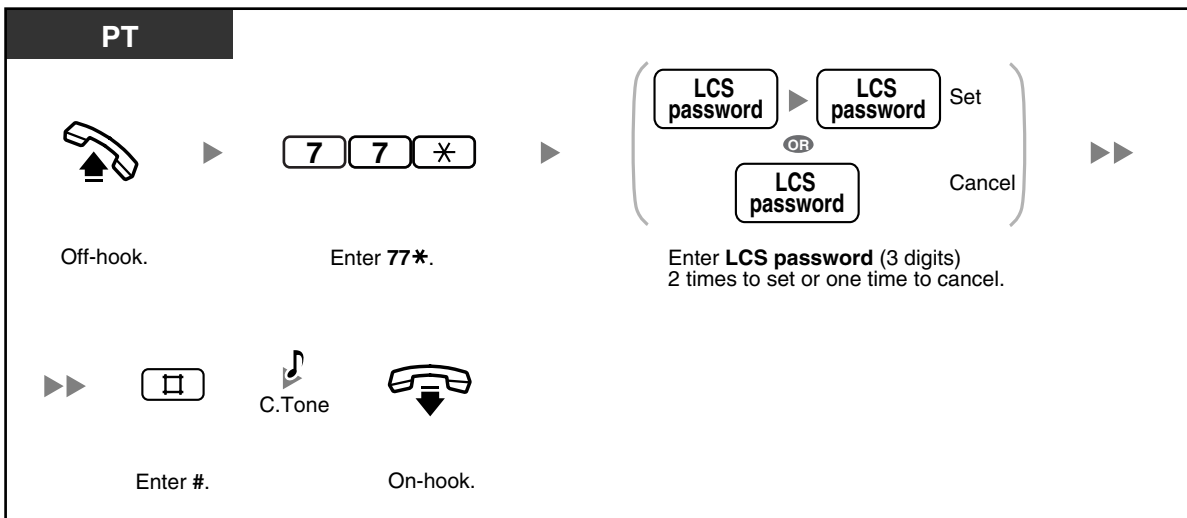 PT
LCS password LCS password Set
OR
LCS password Cancel
7 7 *
Off-hook.
Enter 77*.
Enter LCS password (3 digits)
2 times to set or one time to cancel.
#
C.Tone
Enter #.
On-hook.